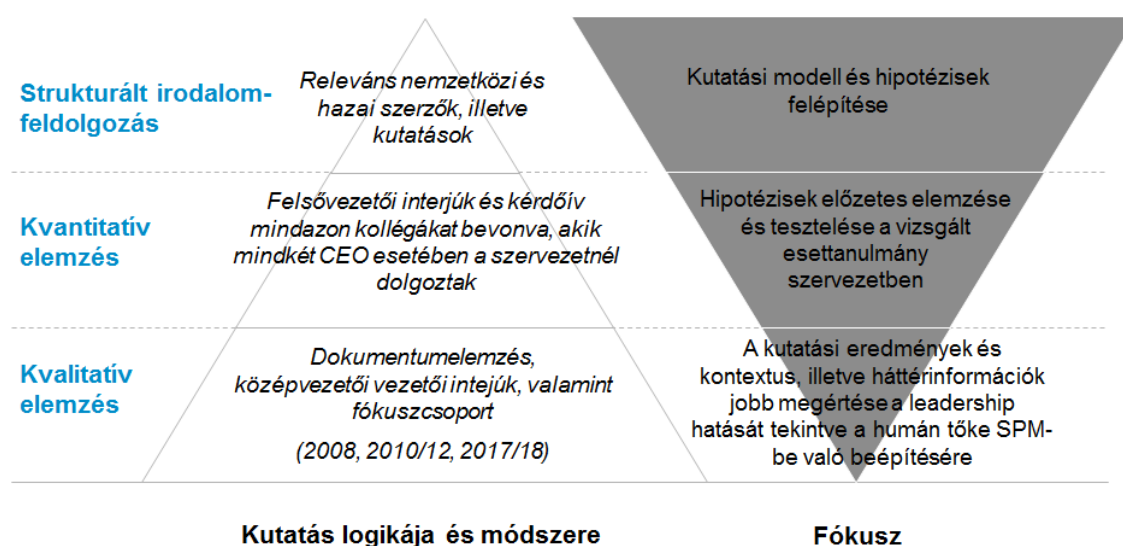 Strukturált irodalom-
feldolgozás
Releváns nemzetközi és
hazai szerzők, illetve
kutatások
Kutatási modell és hipotézisek
felépítése
Kvantitatív
elemzés
Felsővezetői interjúk és kérdőív
mindazon kollégákat bevonva, akik
mindkét CEO esetében a szervezetnél
dolgoztak
Hipotézisek előzetes elemzése
és tesztelése a vizsgált
esettanulmány
szervezetben
Kvalitatív
elemzés
Dokumentumelemzés,
középvezetői vezetői intejúk, valamint
fókuszcsoport
(2008, 2010/12, 2017/18)
A kutatási eredmények és
kontextus, illetve háttérinformációk
jobb megértése a leadership
hatását tekintve a humán tőke SPM-
be való beépítésére
Kutatás logikája és módszere
Fókusz